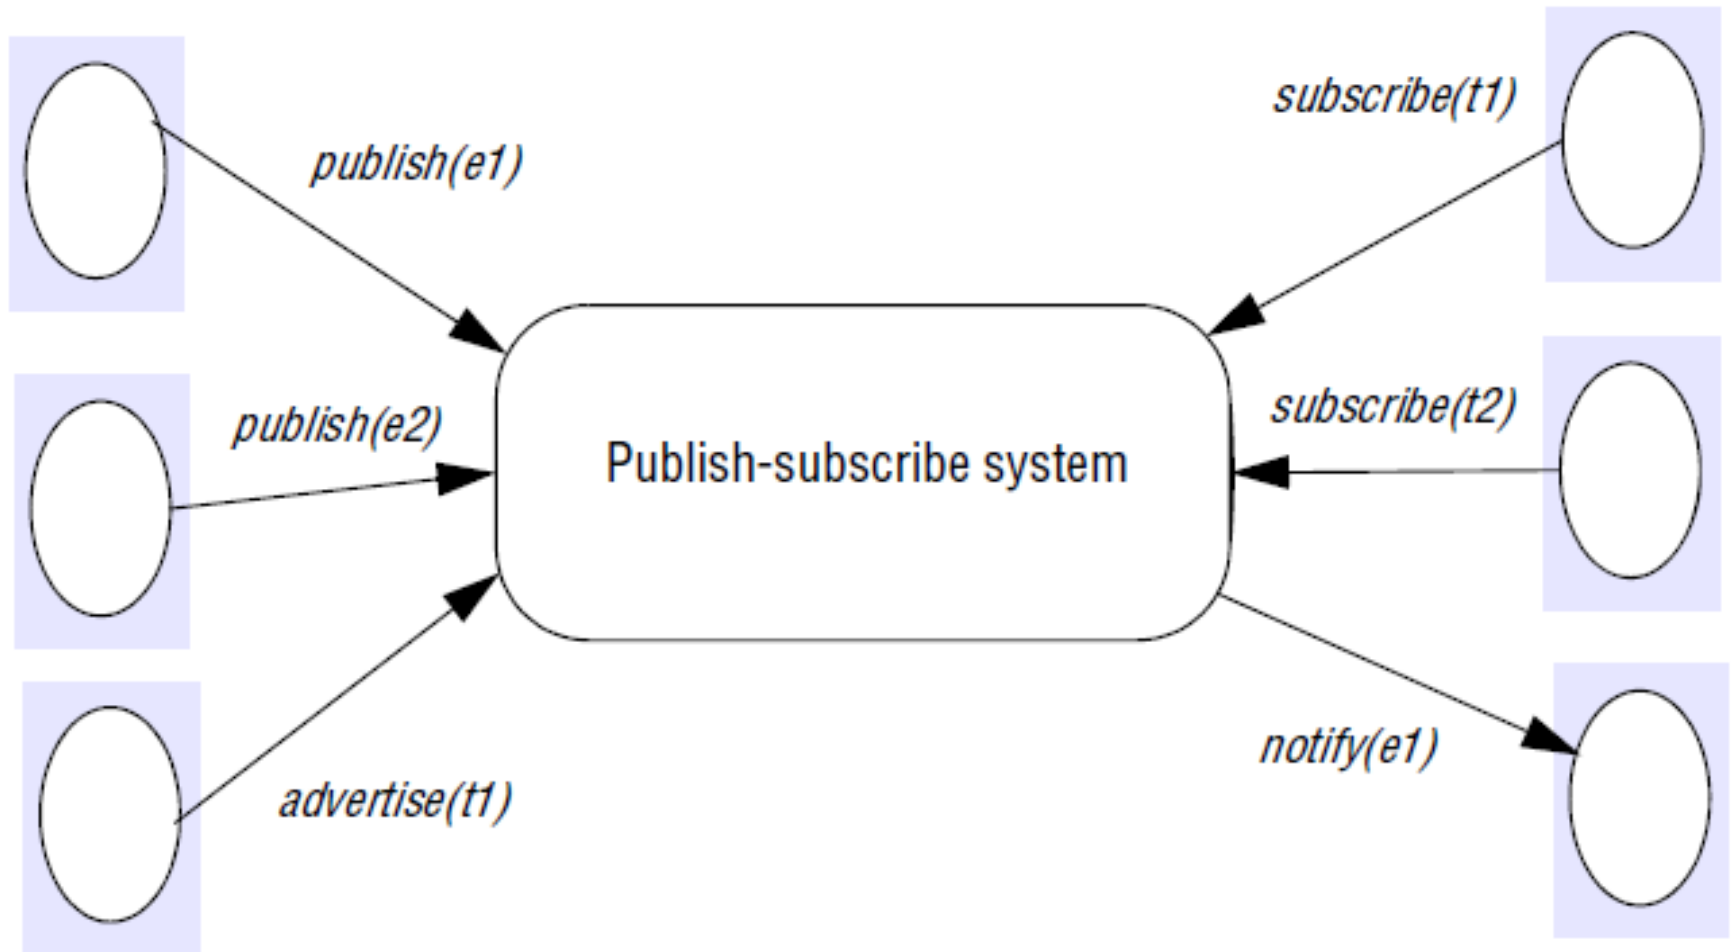 publish(e1)
publish(e2)
advertise(t1)
Publish-subscribe system
subscribe(t1)
subscribe(t2)
notify(e1)